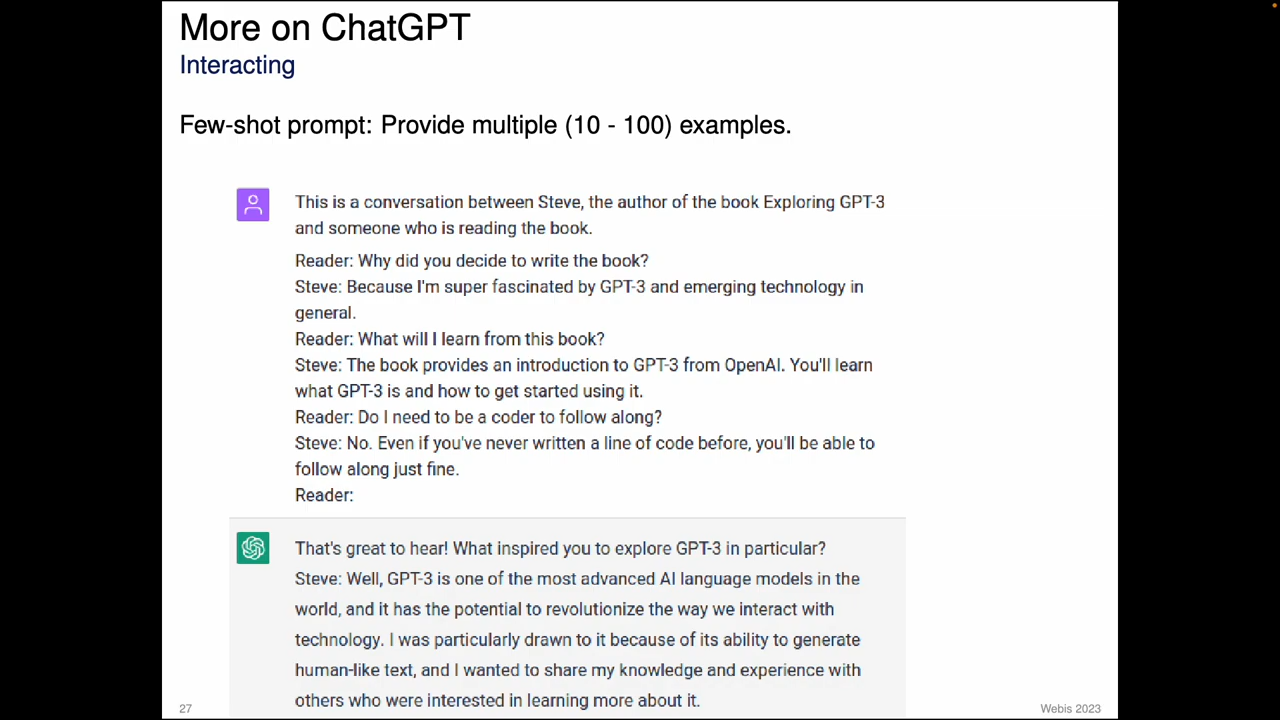 More on ChatGPT
Interacting
Few-shot prompt: Provide multiple (10 - 100) examples.
This is a conversation between Steve, the author of the book Exploring GPT-3
and someone who is reading the book.
Reader: Why did you decide to write the book?
Steve: Because I'm super fascinated by GPT-3 and emerging technology in
general.
Reader: What will I learn from this book?
Steve: The book provides an introduction to GPT-3 from OpenAI. You'll learn
what GPT-3 is and how to get started using it.
Reader: Do I need to be a coder to follow along?
Steve: No. Even if you've never written a line of code before, you'll be able to
follow along just fine.
Reader:
That's great to hear! What inspired you to explore GPT-3 in particular?
Steve: Well, GPT-3 is one of the most advanced AI language models in the
world, and it has the potential to revolutionize the way we interact with
technology. I was particularly drawn to it because of its ability to generate
human-like text, and I wanted to share my knowledge and experience with
others who were interested in learning more about it.
27
Webis 2023